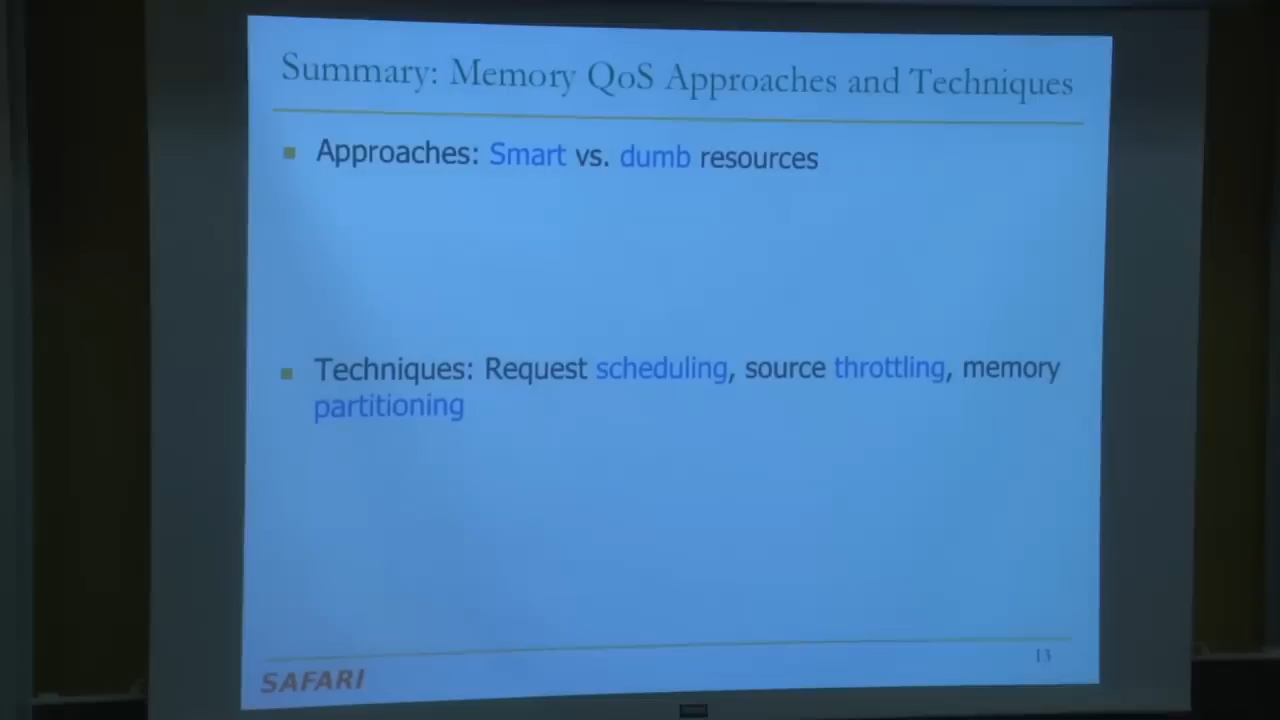 Summary: Memory QoS Approaches and Techniques
Approaches: Smart vs. dumb resources
Techniques: Request scheduling, source throttling, memory
partitioning
SAFARI
13